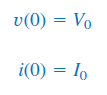 v(0) = V₀
i(0) = I₀